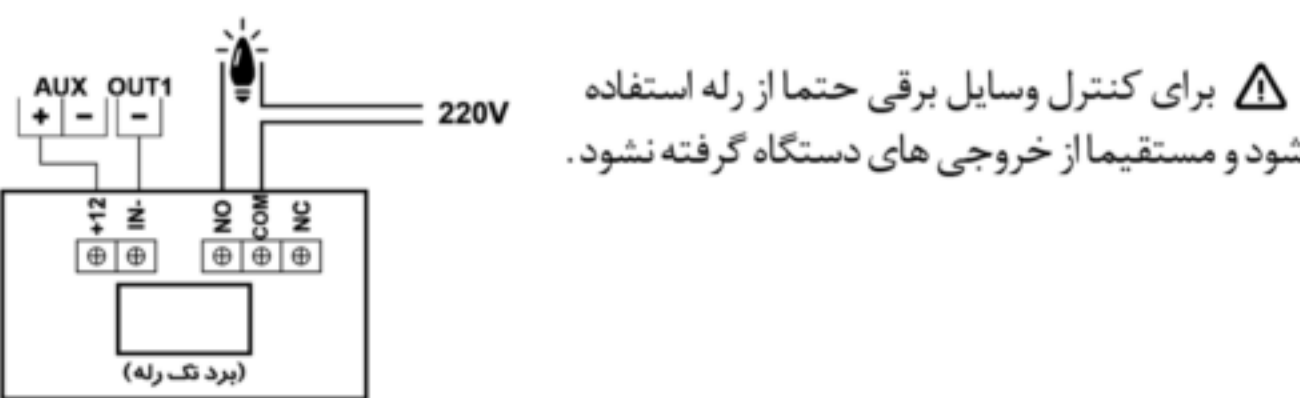 AUX OUT1
+ - -
220V
+12 IN- NO COM NC
(برد تک رله)
برای کنترل وسایل برقی حتما از رله استفاده
شود و مستقیما از خروجی های دستگاه گرفته نشود.